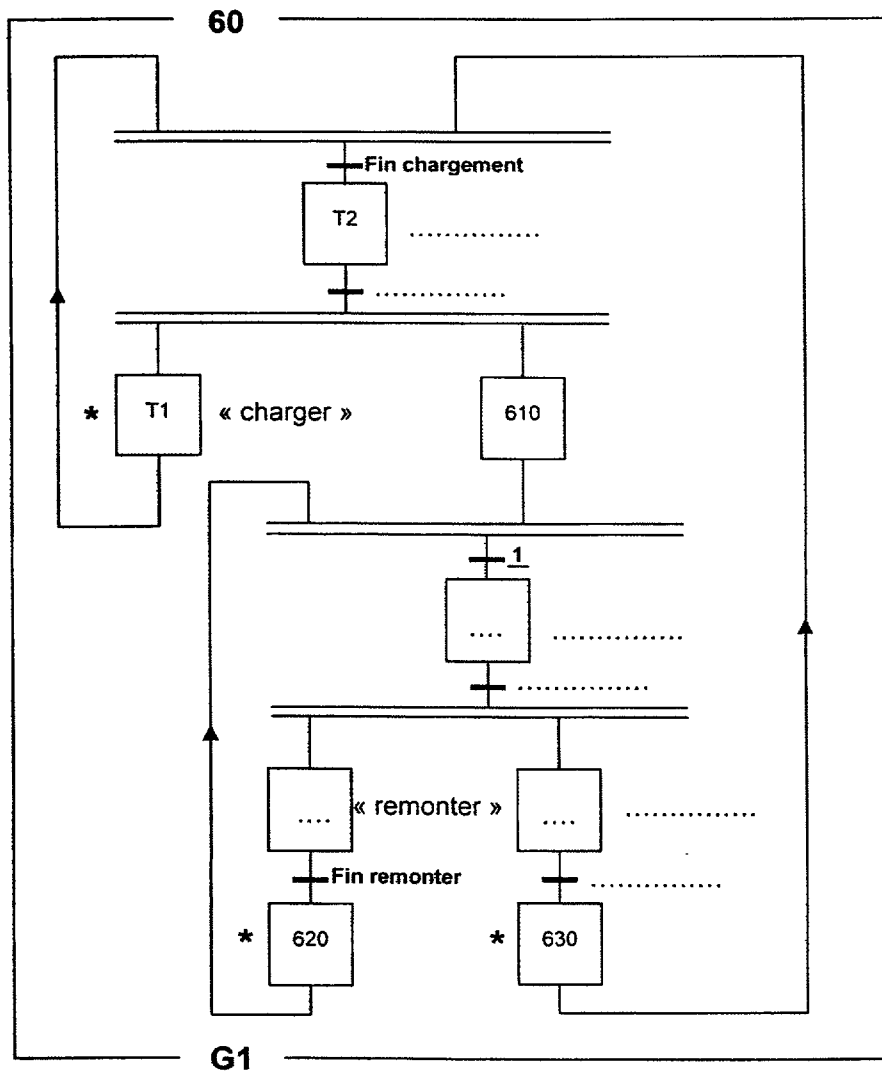 60
Fin chargement
T2 ..................
..................
* T1 « charger » 610
1
.... ..................
..................
.... « remonter » .... ..................
Fin remonter ..................
* 620 * 630
G1